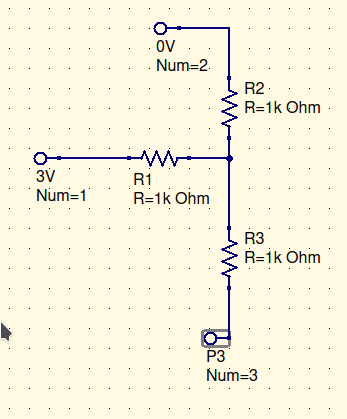 0V
Num=2
R2
R=1k Ohm
3V
Num=1
R1
R=1k Ohm
R3
R=1k Ohm
P3
Num=3